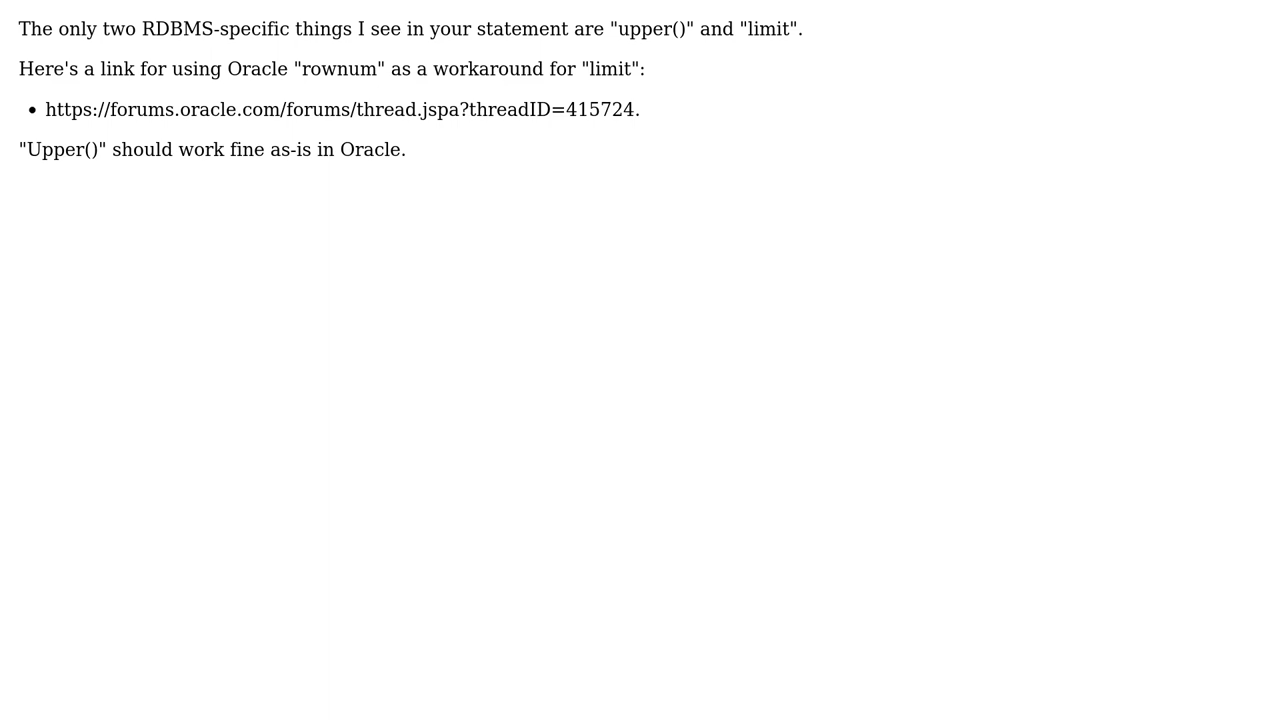 The only two RDBMS-specific things I see in your statement are "upper()" and "limit".
Here's a link for using Oracle "rownum" as a workaround for "limit":
• https://forums.oracle.com/forums/thread.jspa?threadID=415724.
"Upper()" should work fine as-is in Oracle.